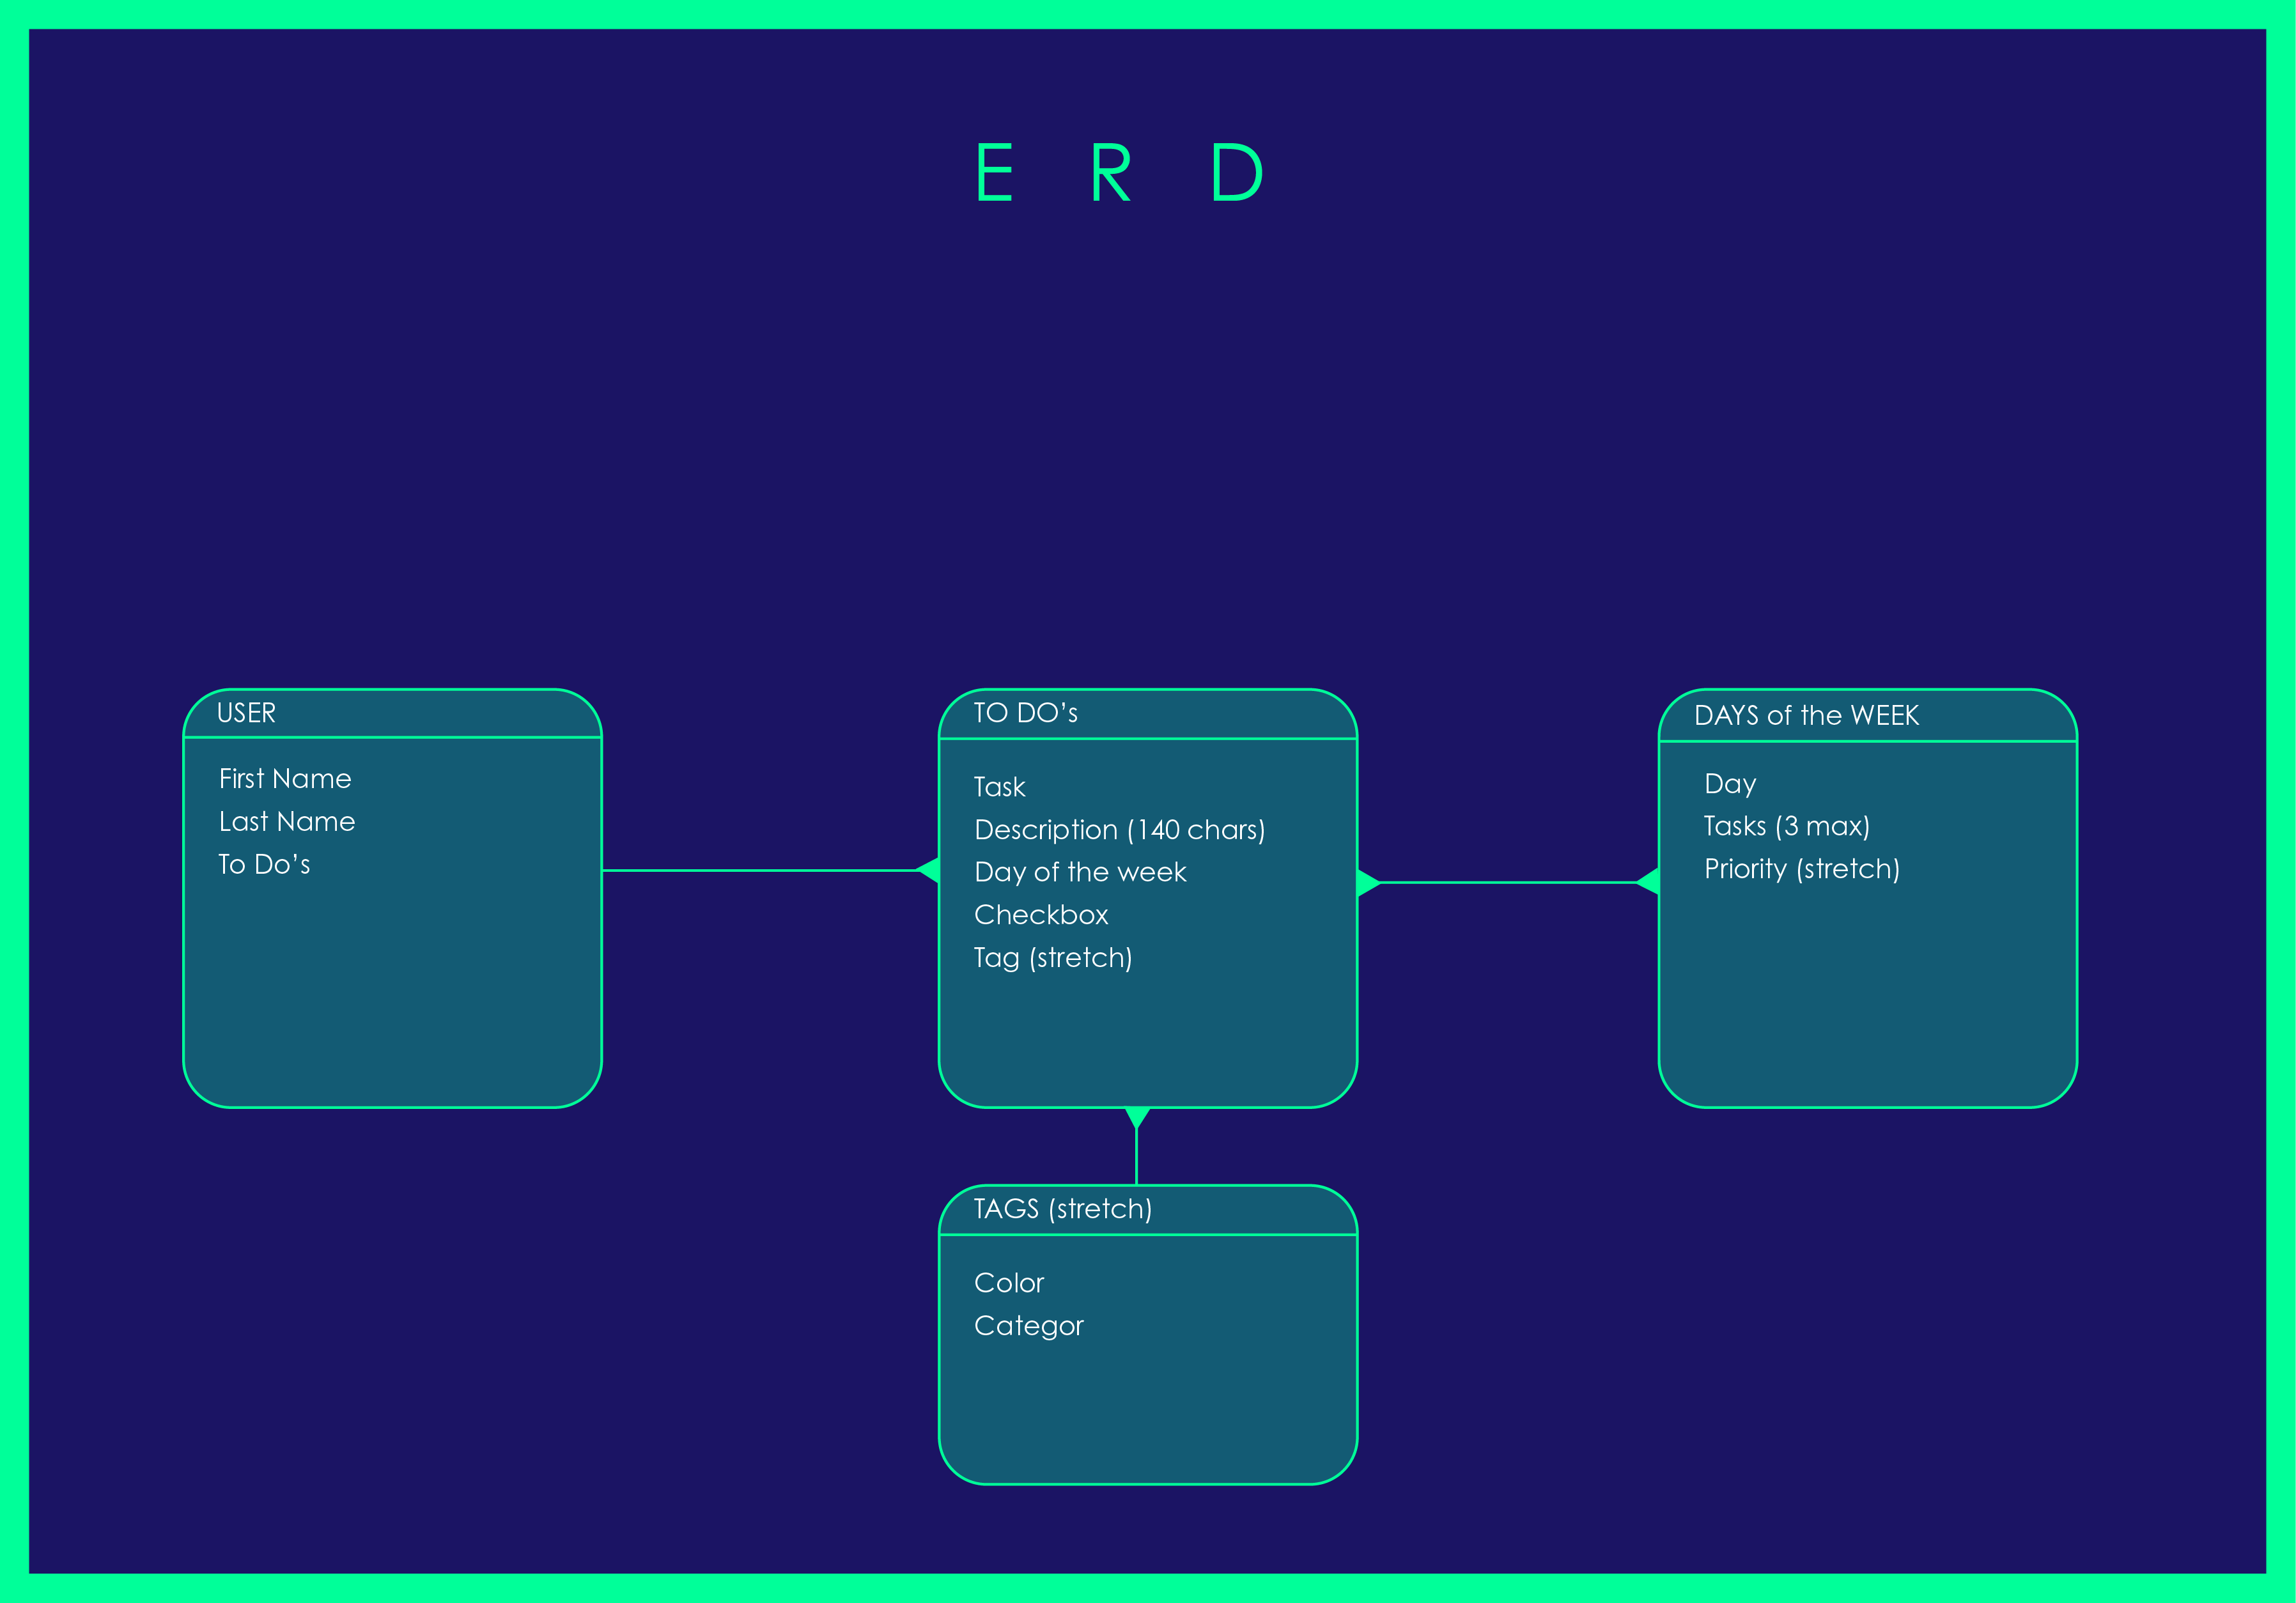 E R D
USER
First Name
Last Name
To Do's
TO DO's
Task
Description (140 chars)
Day of the week
Checkbox
Tag (stretch)
DAYS of the WEEK
Day
Tasks (3 max)
Priority (stretch)
TAGS (stretch)
Color
Categor